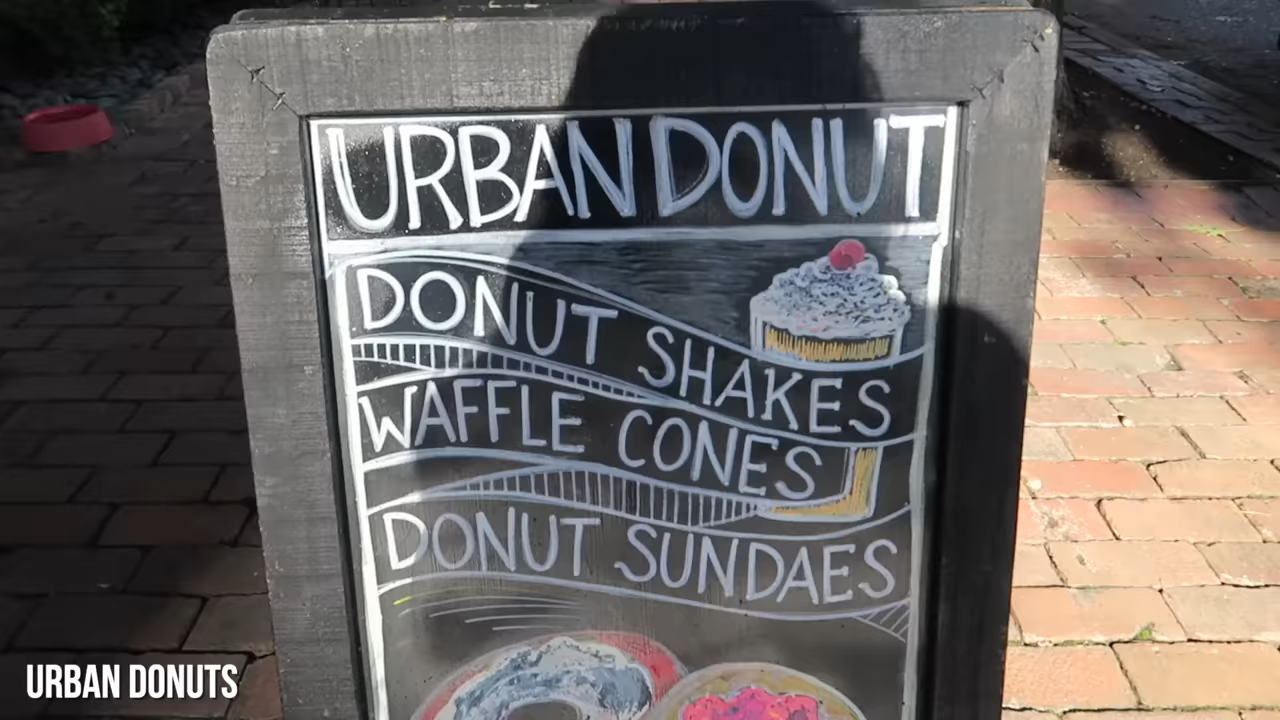 URBAN DONUT
DONUT SHAKES
WAFFLE CONES
DONUT SUNDAES
URBAN DONUTS